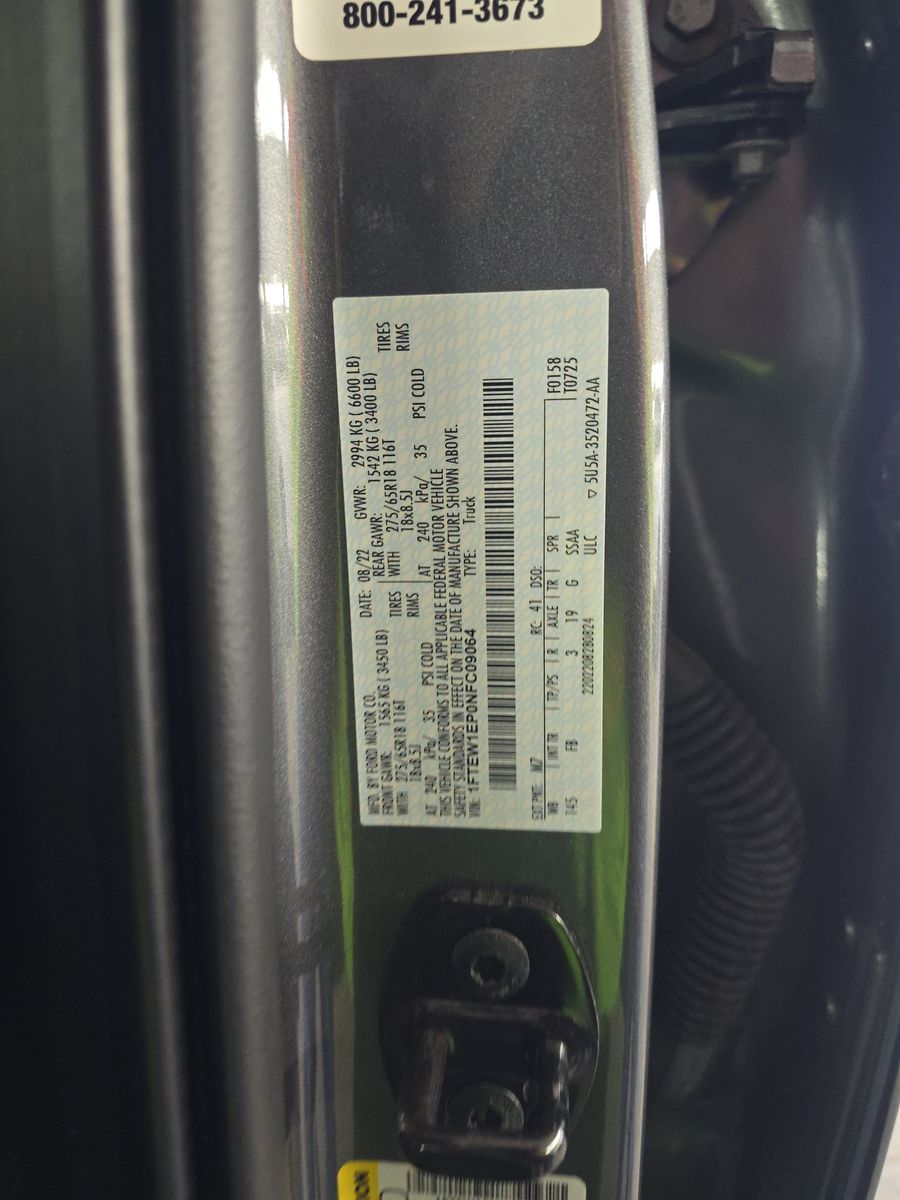 800-241-3673
MFD. BY FORD MOTOR CO.
DATE: 08/22 GVWR: 2994 KG ( 6600 LB)
FRONT GAWR: 1565 KG ( 3450 LB) REAR GAWR: 1542 KG ( 3400 LB)
WITH 275/65R18 116T TIRES WITH 275/65R18 116T TIRES
18x8.5J RIMS 18x8.5J RIMS
AT 240 kPa/ 35 PSI COLD AT 240 kPa/ 35 PSI COLD
THIS VEHICLE CONFORMS TO ALL APPLICABLE FEDERAL MOTOR VEHICLE
SAFETY STANDARDS IN EFFECT ON THE DATE OF MANUFACTURE SHOWN ABOVE.
VIN: 1FTEW1EP0NFC09064 TYPE: Truck
EXT PNT: M7 RC: 41 DSO: F0158
WB INT TR TP/PS R AXLE TR SPR T0725
145 FB 3 19 G SSAA
2202208280824 ULC ▽ 5U5A-3520472-AA